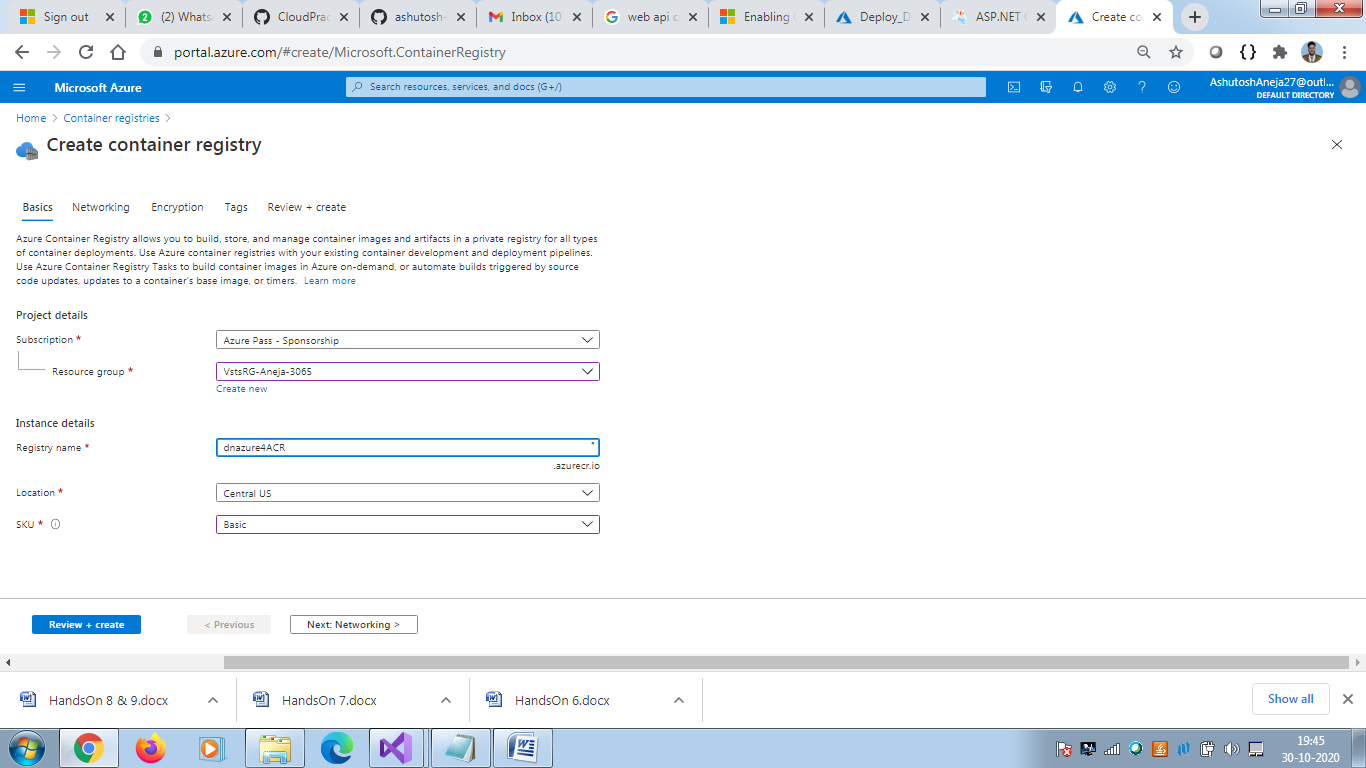 Sign out
(2) Whats
CloudPrac
ashutosh-
Inbox (10
web api c
Enabling
Deploy_D
ASP.NET
Create co
portal.azure.com/#create/Microsoft.ContainerRegistry
Microsoft Azure
Search resources, services, and docs (G+/)
AshutoshAneja27@outl...
DEFAULT DIRECTORY
Home > Container registries >
Create container registry
Basics Networking Encryption Tags Review + create
Azure Container Registry allows you to build, store, and manage container images and artifacts in a private registry for all types
of container deployments. Use Azure container registries with your existing container development and deployment pipelines.
Use Azure Container Registry Tasks to build container images in Azure on-demand, or automate builds triggered by source
code updates, updates to a container's base image, or timers. Learn more
Project details
Subscription *
Azure Pass - Sponsorship
Resource group *
VstsRG-Aneja-3065
Create new
Instance details
Registry name *
dnazure4ACR
.azurecr.io
Location *
Central US
SKU *
Basic
Review + create
< Previous
Next: Networking >
HandsOn 8 & 9.docx
HandsOn 7.docx
HandsOn 6.docx
Show all
19:45
30-10-2020